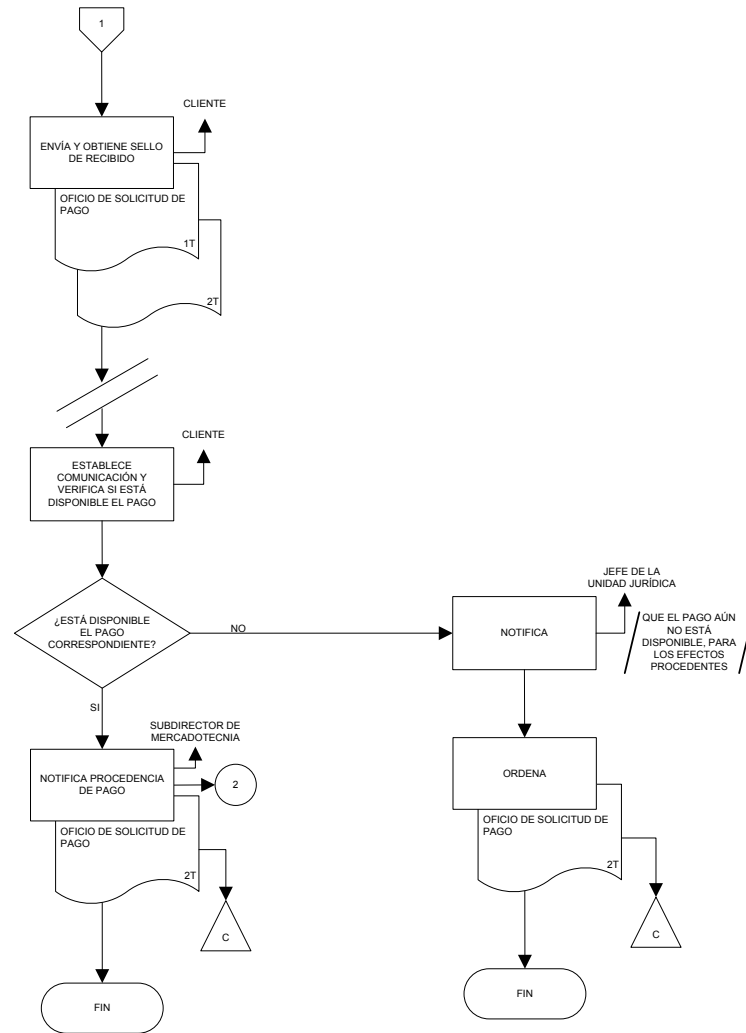 1
CLIENTE
ENVÍA Y OBTIENE SELLO
DE RECIBIDO
OFICIO DE SOLICITUD DE
PAGO
1T
2T
CLIENTE
ESTABLECE
COMUNICACIÓN Y
VERIFICA SI ESTÁ
DISPONIBLE EL PAGO
¿ESTÁ DISPONIBLE
EL PAGO
CORRESPONDIENTE?
NO
JEFE DE LA
UNIDAD JURÍDICA
NOTIFICA
QUE EL PAGO AÚN
NO ESTÁ
DISPONIBLE, PARA
LOS EFECTOS
PROCEDENTES
SI
SUBDIRECTOR DE
MERCADOTECNIA
NOTIFICA PROCEDENCIA
DE PAGO
2
OFICIO DE SOLICITUD DE
PAGO
2T
C
FIN
ORDENA
OFICIO DE SOLICITUD DE
PAGO
2T
C
FIN